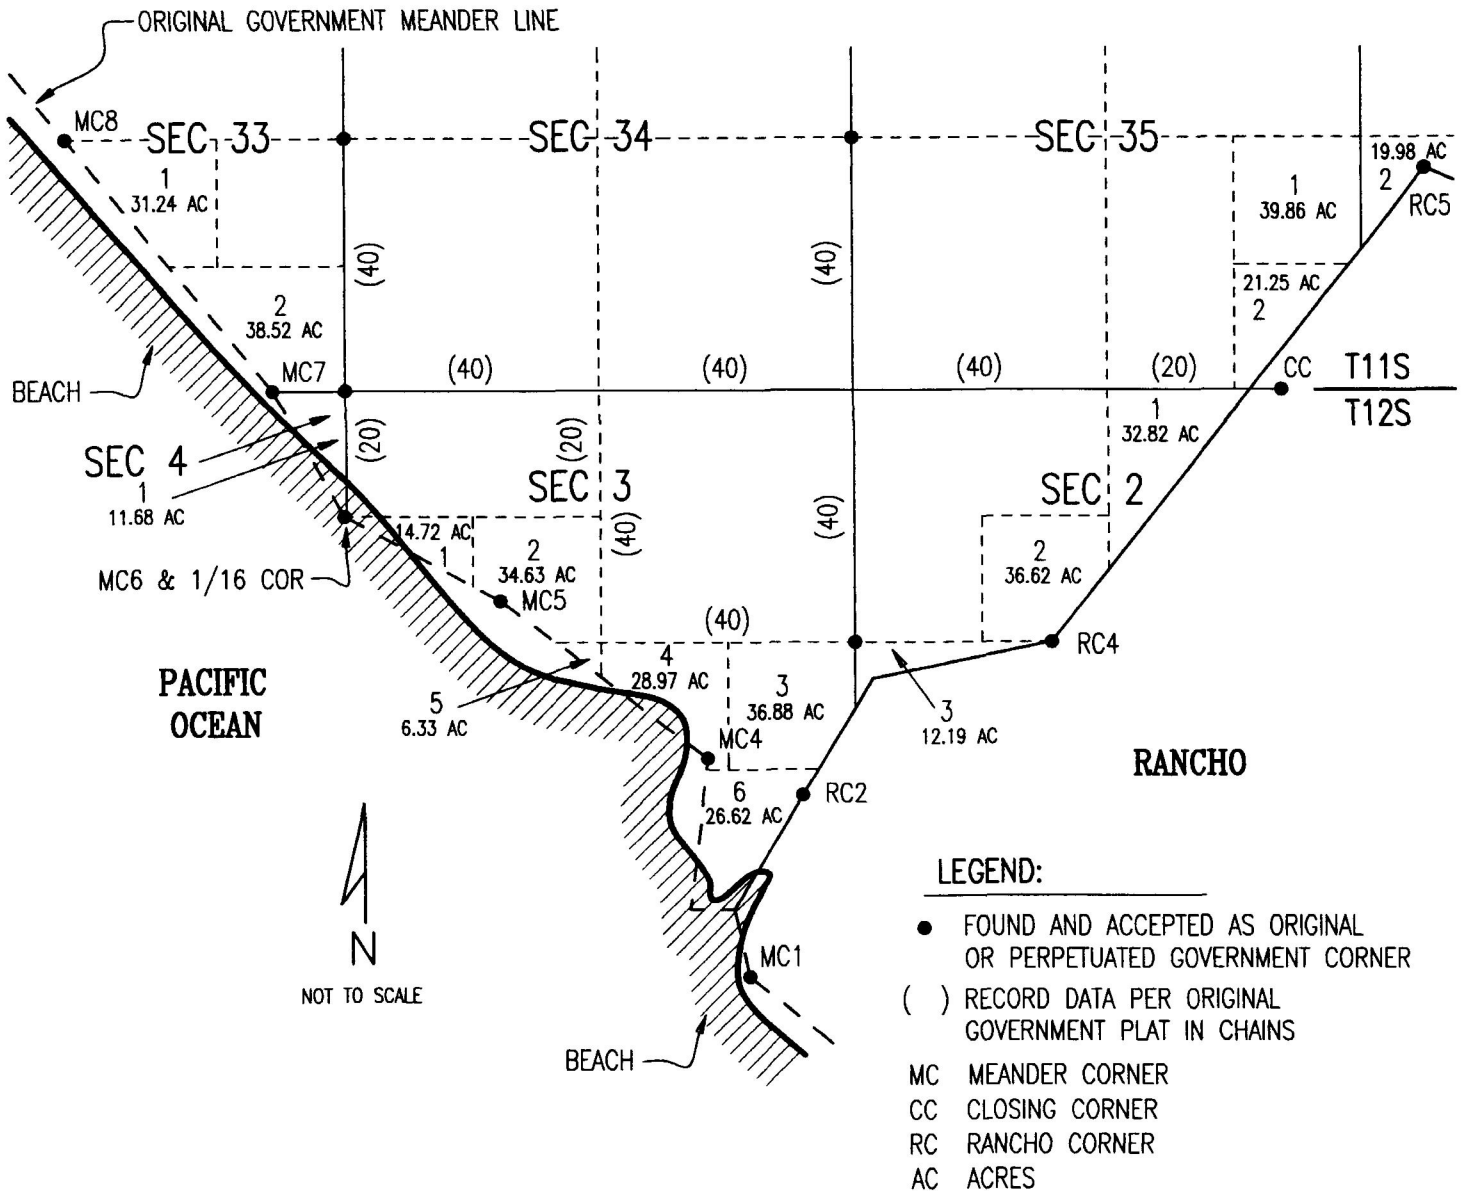 ORIGINAL GOVERNMENT MEANDER LINE
MC8
SEC 33
SEC 34
SEC 35
19.98 AC
2
RC5
1
31.24 AC
1
39.86 AC
(40)
(40)
21.25 AC
2
2
38.52 AC
MC7
(40)
(40)
(40)
(20)
CC
T11S
T12S
BEACH
1
32.82 AC
SEC 4
1
11.68 AC
(20)
(20)
SEC 3
SEC 2
(40)
(40)
14.72 AC
1
2
34.63 AC
2
36.62 AC
MC6 & 1/16 COR
MC5
(40)
RC4
4
28.97 AC
3
36.88 AC
5
6.33 AC
3
12.19 AC
PACIFIC
OCEAN
MC4
RANCHO
6
26.62 AC
RC2
N
NOT TO SCALE
MC1
BEACH
LEGEND:
FOUND AND ACCEPTED AS ORIGINAL
OR PERPETUATED GOVERNMENT CORNER
( ) RECORD DATA PER ORIGINAL
GOVERNMENT PLAT IN CHAINS
MC MEANDER CORNER
CC CLOSING CORNER
RC RANCHO CORNER
AC ACRES